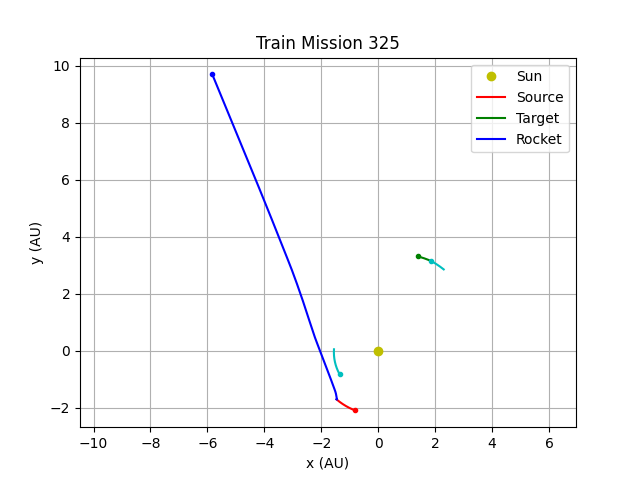 Train Mission 325
Sun
Source
Target
Rocket
10
8
6
4
2
0
−2
y (AU)
−10
−8
−6
−4
−2
0
2
4
6
x (AU)